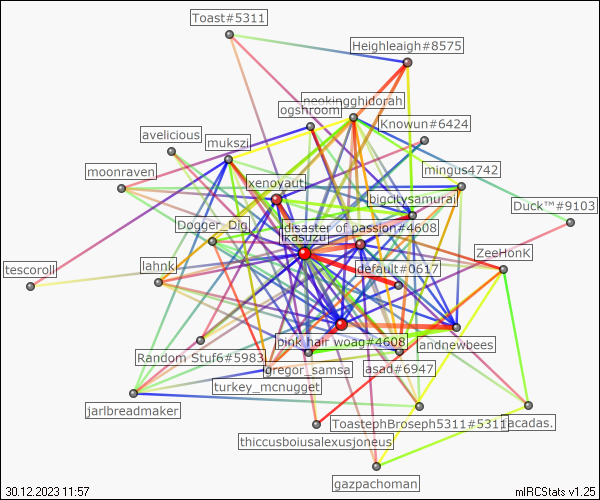 Toast#5311
Heighleigh#8575
neokingghidorah
ogshroom
Knowun#6424
avelicious
mukszi
moonraven
mingus4742
xenoyaut
bigcitysamurai
Duck™#9103
Dogger_Dig
disaster of passion#4608
ikasuzu
ZeeHonK
tescoroll
lahnk
default#0617
pink hair woag#4608
andnewbees
Random Stuf6#5983
gregor_samsa
asad#6947
turkey_mcnugget
jarlbreadmaker
ToastephBroseph5311#5311
acadas.
thiccusboiusalexusjoneus
gazpachoman
30.12.2023 11:57
mIRCStats v1.25